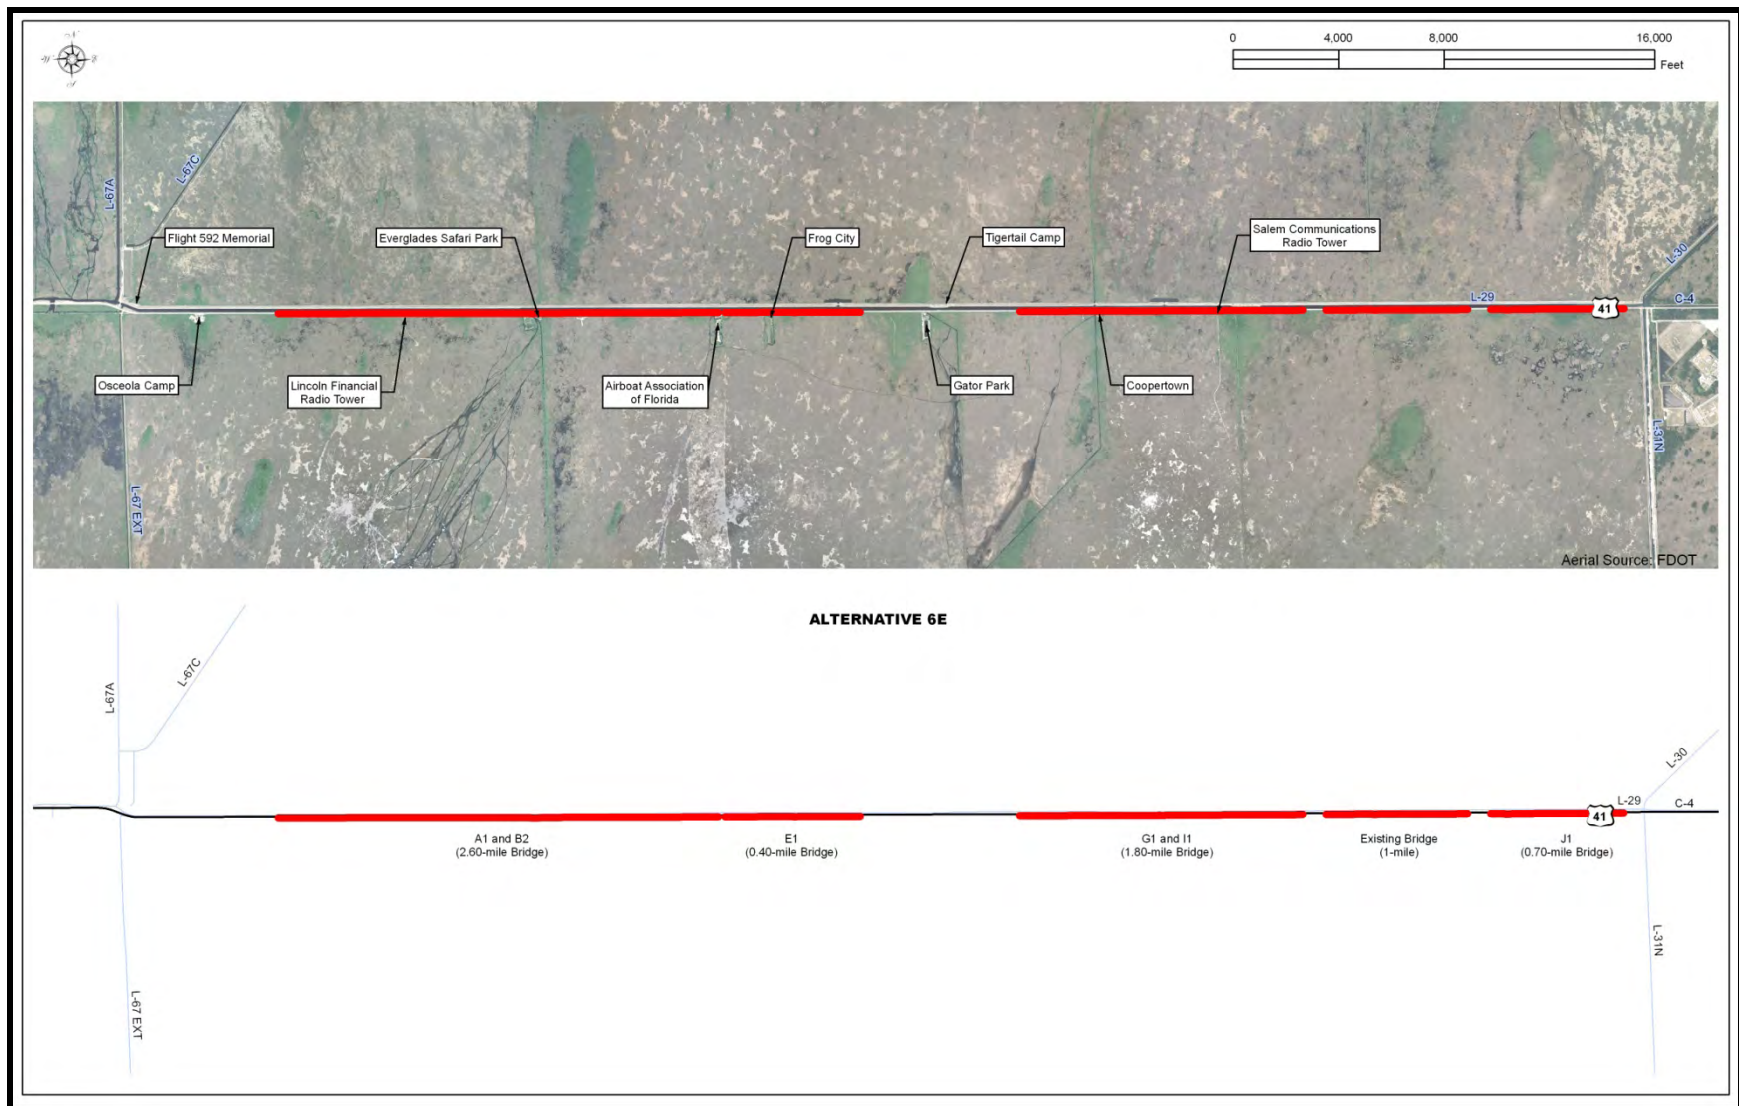 N
W
E
S
0
4,000
8,000
16,000
Feet
L-67A
L-67C
Flight 592 Memorial
Everglades Safari Park
Frog City
Tigertail Camp
Salem Communications
Radio Tower
L-30
L-29
41
C-4
Osceola Camp
Lincoln Financial
Radio Tower
Airboat Association
of Florida
Gator Park
Coopertown
L-31N
L-67 EXT
Aerial Source: FDOT
ALTERNATIVE 6E
L-67A
L-67C
L-30
L-29
C-4
41
A1 and B2
(2.60-mile Bridge)
E1
(0.40-mile Bridge)
G1 and I1
(1.80-mile Bridge)
Existing Bridge
(1-mile)
J1
(0.70-mile Bridge)
L-31N
L-67 EXT